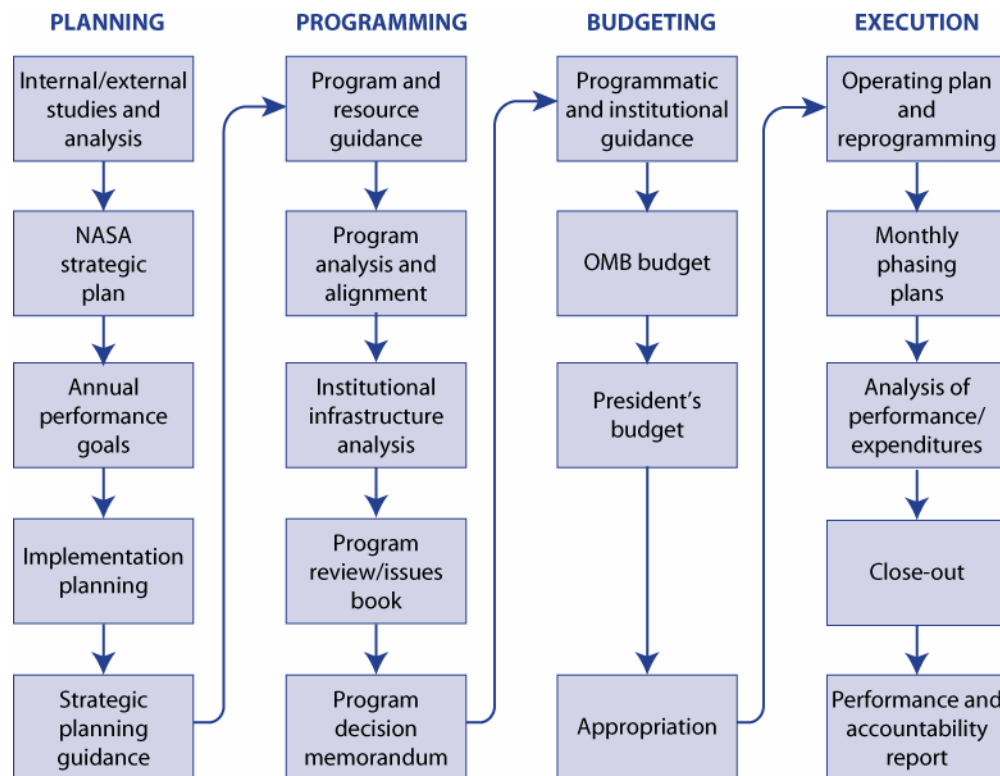 PLANNING
Internal/external
studies and
analysis
NASA
strategic
plan
Annual
performance
goals
Implementation
planning
Strategic
planning
guidance
PROGRAMMING
Program and
resource
guidance
Program
analysis and
alignment
Institutional
infrastructure
analysis
Program
review/issues
book
Program
decision
memorandum
BUDGETING
Programmatic
and institutional
guidance
OMB budget
President’s
budget
Appropriation
EXECUTION
Operating plan
and
reprogramming
Monthly
phasing
plans
Analysis of
performance/
expenditures
Close-out
Performance and
accountability
report